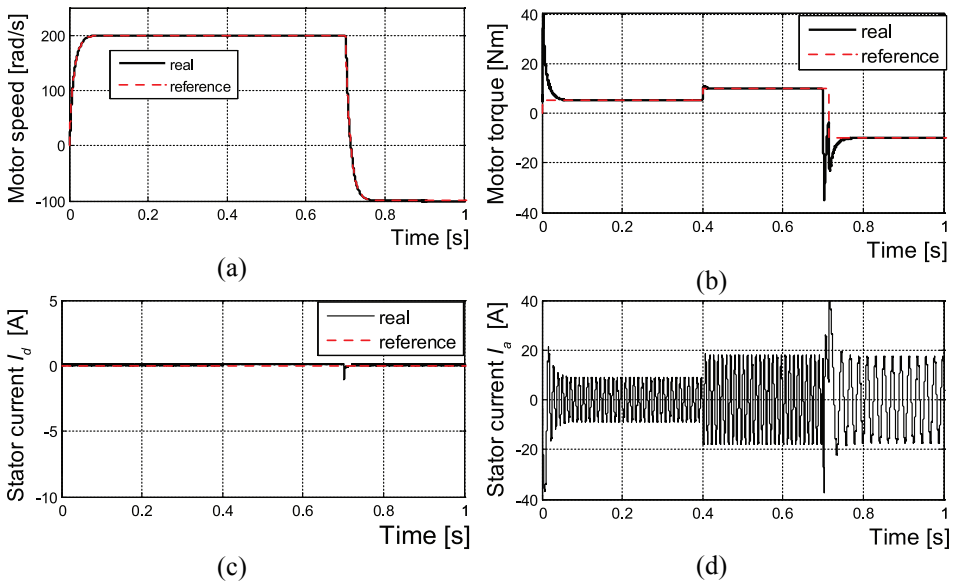 Motor speed [rad/s]
200
100
0
-100
real
reference
0
0.2
0.4
0.6
0.8
1
Time [s]
(a)
Motor torque [Nm]
40
20
0
-20
-40
real
reference
0
0.2
0.4
0.6
0.8
1
Time [s]
(b)
Stator current I_d [A]
5
0
-5
-10
real
reference
0
0.2
0.4
0.6
0.8
1
Time [s]
(c)
Stator current I_a [A]
40
20
0
-20
-40
0
0.2
0.4
0.6
0.8
1
Time [s]
(d)